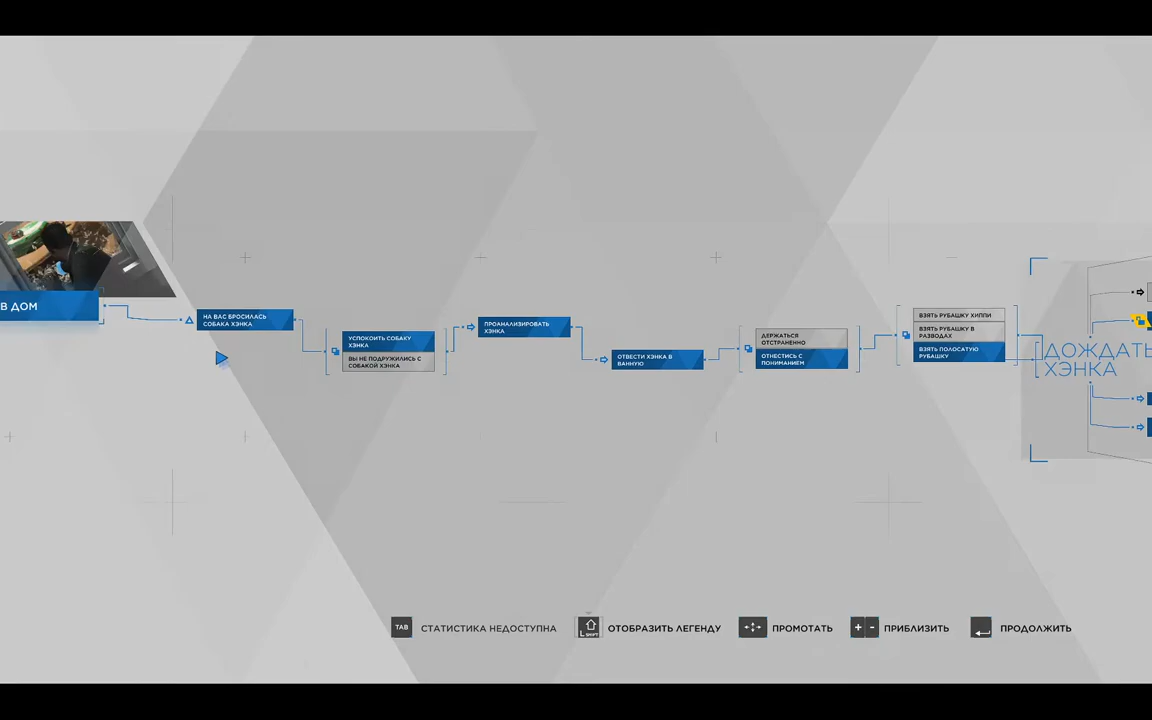 В ДОМ
НА ВАС БРОСИЛАСЬ
СОБАКА ХЭНКА
УСПОКОИТЬ СОБАКУ
ХЭНКА
ВЫ НЕ ПОДРУЖИЛИСЬ С
СОБАКОЙ ХЭНКА
ПРОАНАЛИЗИРОВАТЬ
ХЭНКА
ОТВЕСТИ ХЭНКА В
ВАННУЮ
ДЕРЖАТЬСЯ
ОТСТРАНЕННО
ОТНЕСТИСЬ С
ПОНИМАНИЕМ
ВЗЯТЬ РУБАШКУ ХИППИ
ВЗЯТЬ РУБАШКУ В
РАЗВОДАХ
ВЗЯТЬ ПОЛОСАТУЮ
РУБАШКУ
ДОЖДАТЬ
ХЭНКА
TAB СТАТИСТИКА НЕДОСТУПНА
L SHIFT ОТОБРАЗИТЬ ЛЕГЕНДУ
ПРОМОТАТЬ
+ - ПРИБЛИЗИТЬ
ПРОДОЛЖИТЬ